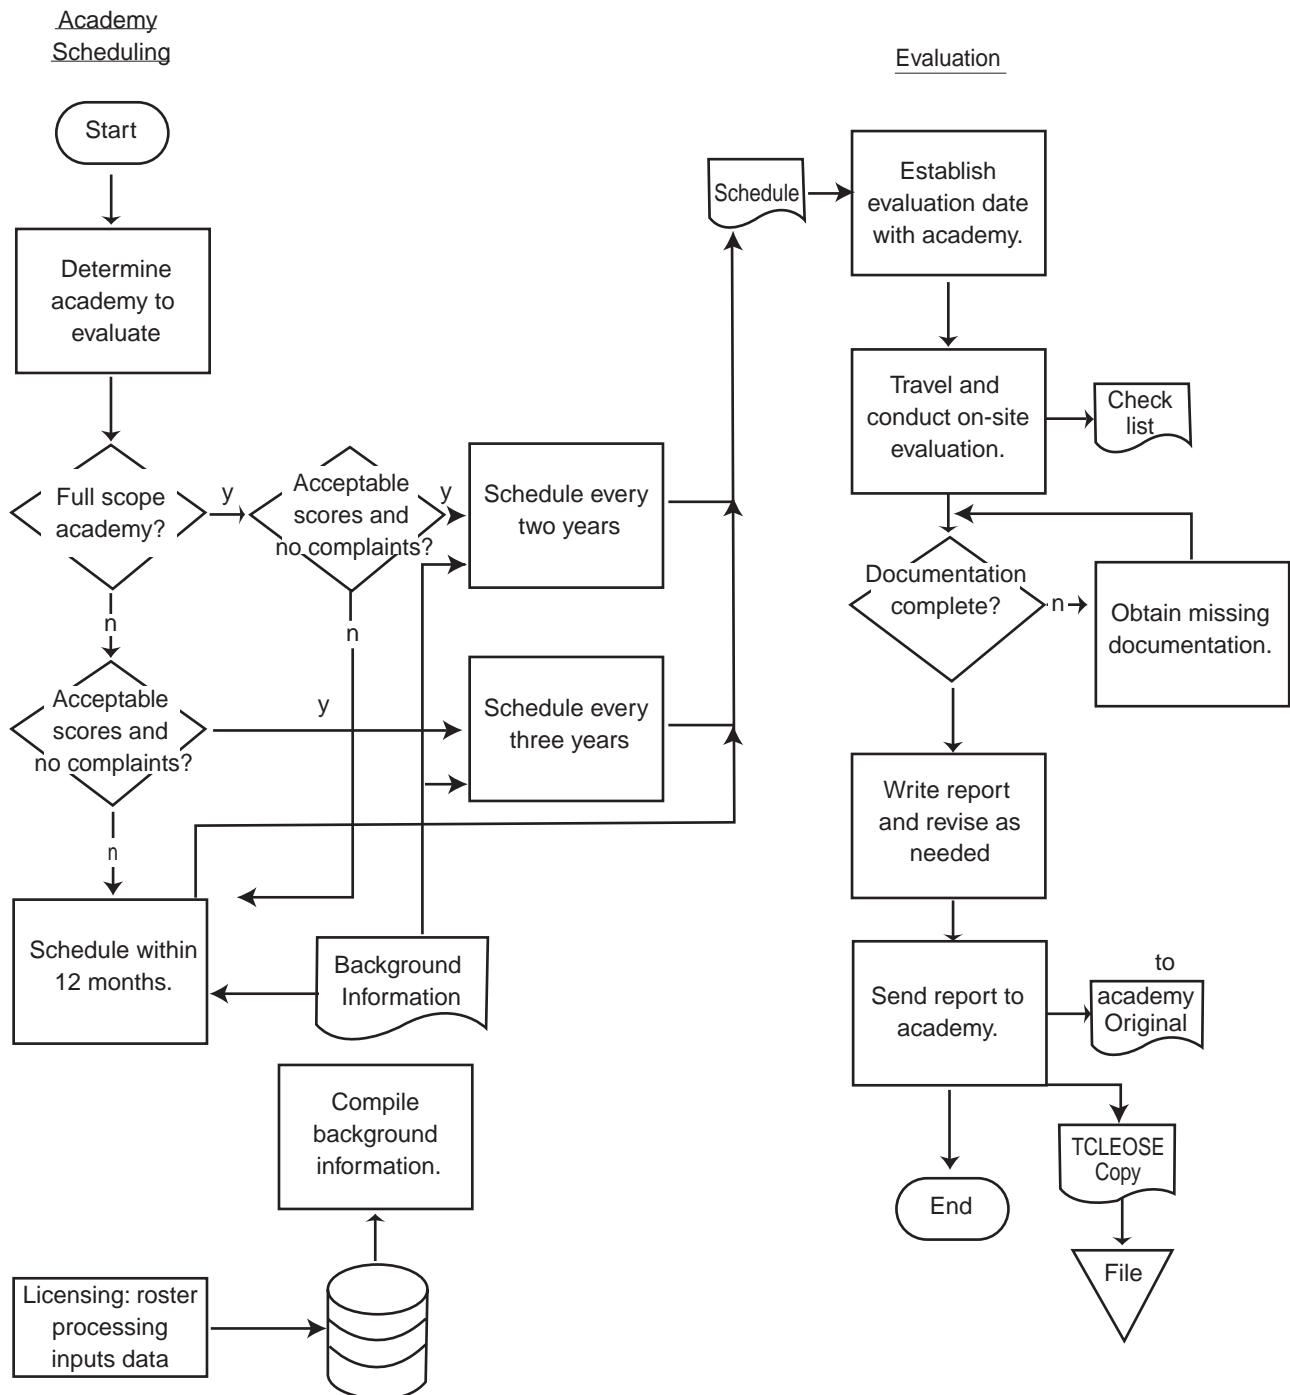 Academy
Scheduling
Start
Determine
academy to
evaluate
Full scope
academy?
y
n
Acceptable
scores and
no complaints?
y
n
Schedule every
two years
Acceptable
scores and
no complaints?
y
n
Schedule every
three years
Schedule within
12 months.
Background
Information
Compile
background
information.
Licensing: roster
processing
inputs data
Evaluation
Schedule
Establish
evaluation date
with academy.
Travel and
conduct on-site
evaluation.
Check
list
Documentation
complete?
n
Obtain missing
documentation.
Write report
and revise as
needed
Send report to
academy.
to
academy
Original
TCLEOSE
Copy
End
File